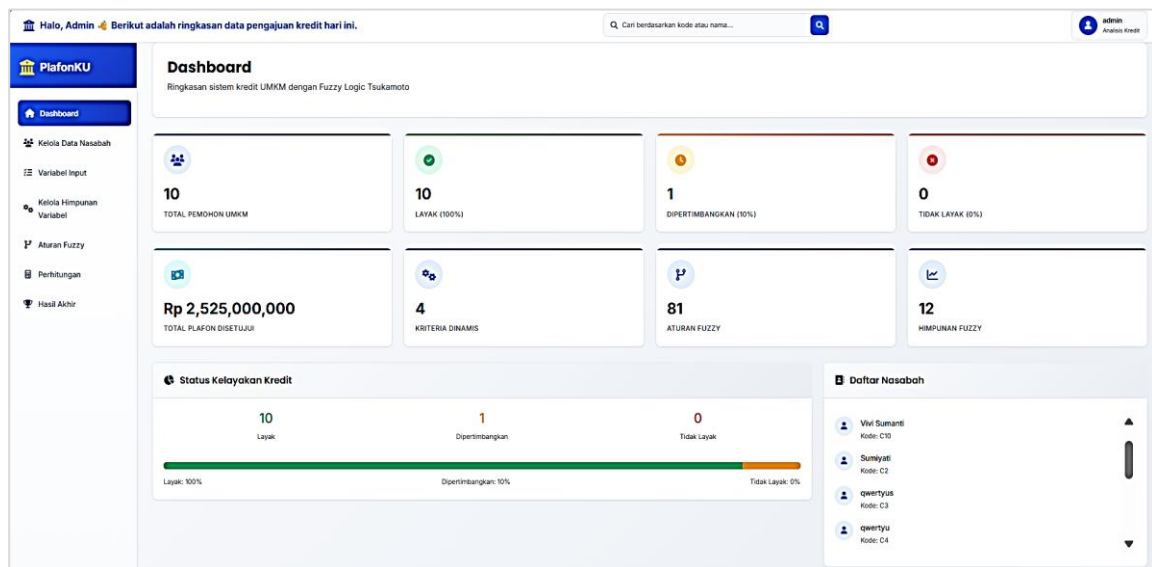 Halo, Admin Berikut adalah ringkasan data pengajuan kredit hari ini.
Cari berdasarkan kode atau nama...
admin
Analisis Kredit
PlafonKU
Dashboard
Kelola Data Nasabah
Variabel Input
Kelola Himpunan
Variabel
Aturan Fuzzy
Perhitungan
Hasil Akhir
Dashboard
Ringkasan sistem kredit UMKM dengan Fuzzy Logic Tsukamoto
10
TOTAL PEMOHON UMKM
10
LAYAK (100%)
1
DIPERTIMBANGKAN (10%)
0
TIDAK LAYAK (0%)
Rp 2,525,000,000
TOTAL PLAFON DISETUJUI
4
KRITERIA DINAMIS
81
ATURAN FUZZY
12
HIMPUNAN FUZZY
Status Kelayakan Kredit
10
Layak
1
Dipertimbangkan
0
Tidak Layak
Layak: 100%
Dipertimbangkan: 10%
Tidak Layak: 0%
Daftar Nasabah
Vivi Sumanti
Kode: C10
Sumiyati
Kode: C2
qwertyus
Kode: C3
qwertyu
Kode: C4